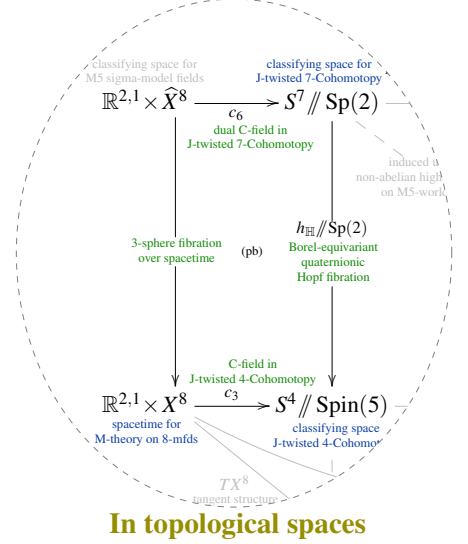 classifying space for
M5 sigma-model fields
classifying space for
J-twisted 7-Cohomotopy
ℝ^{2,1} × X̂^8
c_6
S^7 // Sp(2)
dual C-field in
J-twisted 7-Cohomotopy
induced
non-abelian high
on M5-work
3-sphere fibration
over spacetime
(pb)
h_ℍ // Sp(2)
Borel-equivariant
quaternionic
Hopf fibration
C-field in
J-twisted 4-Cohomotopy
ℝ^{2,1} × X^8
c_3
S^4 // Spin(5)
spacetime for
M-theory on 8-mfds
classifying space
J-twisted 4-Cohomot
TX^8
tangent structure
In topological spaces